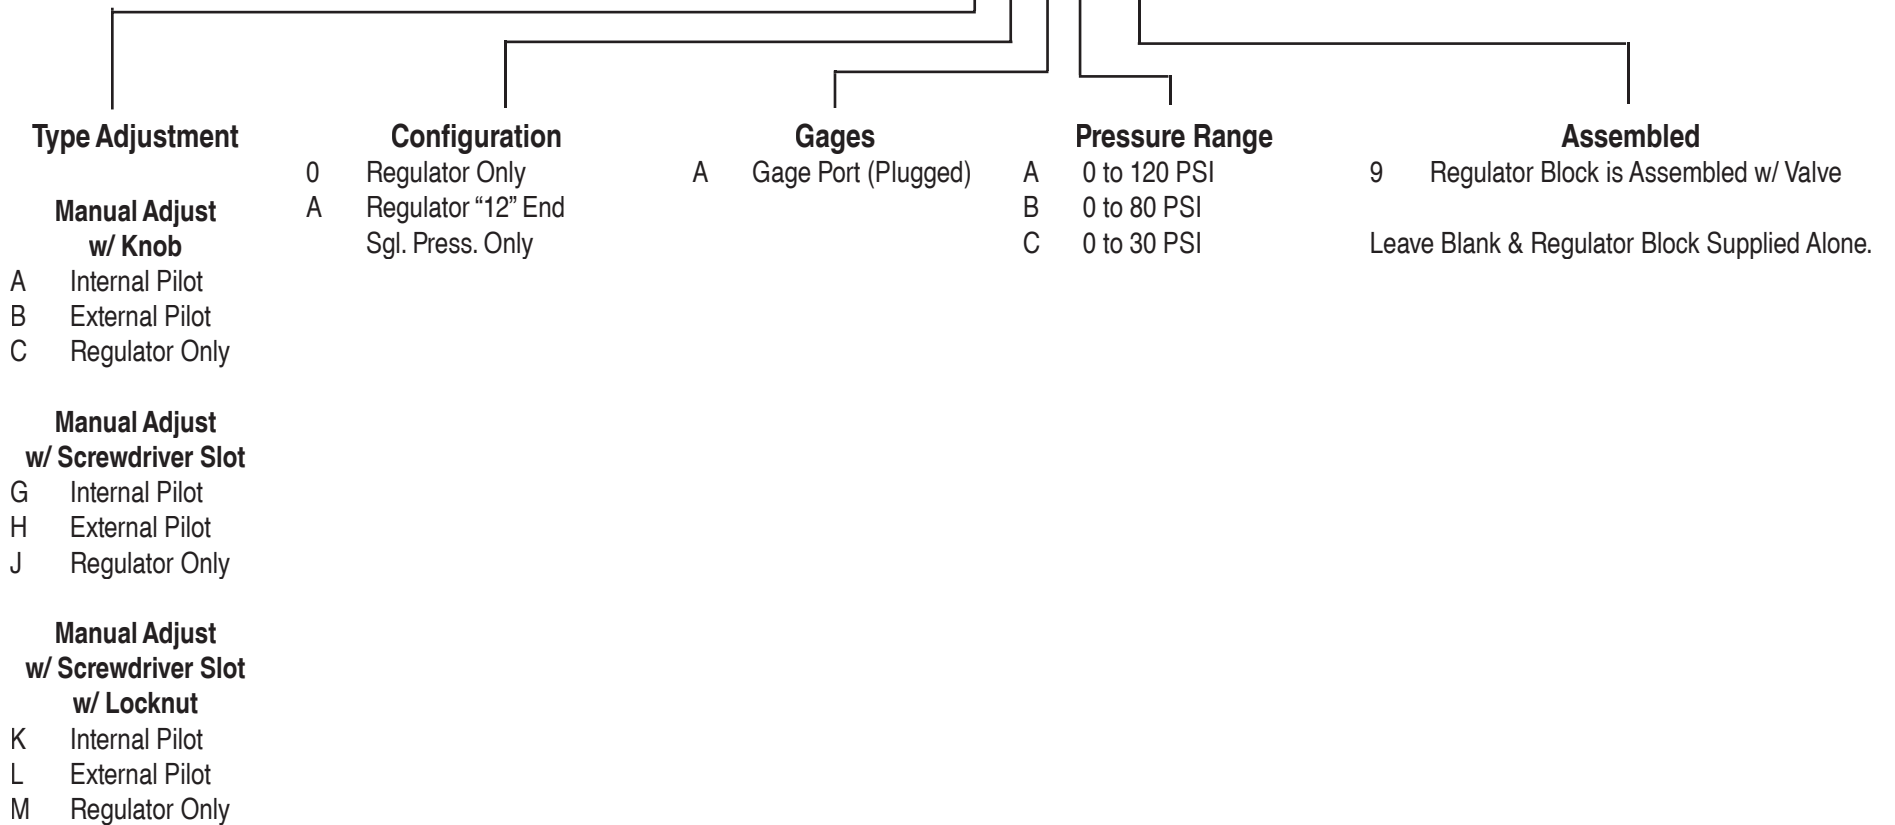 Type Adjustment
Manual Adjust
w/ Knob
A Internal Pilot
B External Pilot
C Regulator Only
Manual Adjust
w/ Screwdriver Slot
G Internal Pilot
H External Pilot
J Regulator Only
Manual Adjust
w/ Screwdriver Slot
w/ Locknut
K Internal Pilot
L External Pilot
M Regulator Only
Configuration
0 Regulator Only
A Regulator “12” End
Sgl. Press. Only
Gages
A Gage Port (Plugged)
Pressure Range
A 0 to 120 PSI
B 0 to 80 PSI
C 0 to 30 PSI
Assembled
9 Regulator Block is Assembled w/ Valve
Leave Blank & Regulator Block Supplied Alone.